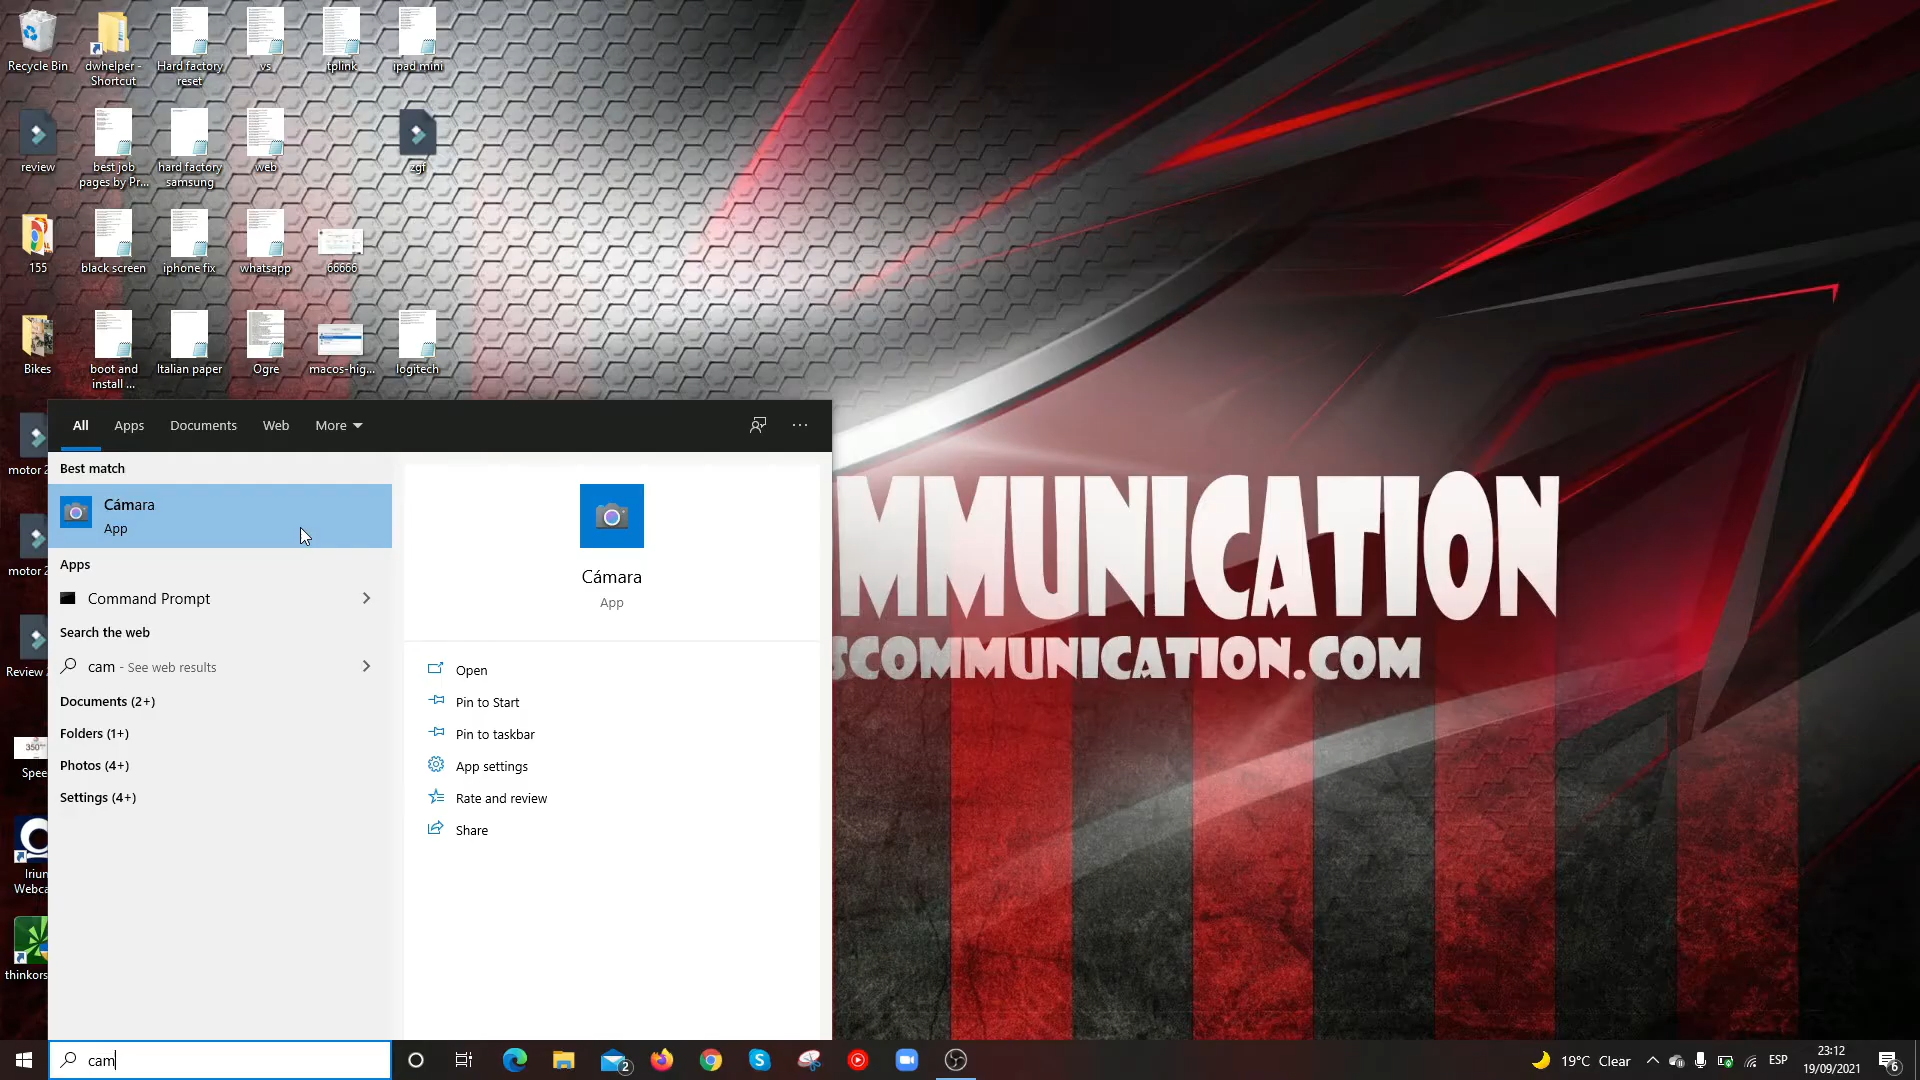 Recycle Bin
dwhelper -
Shortcut
Hard factory
reset
vs
tplink
ipad mini
review
best job
pages by Pr...
hard factory
samsung
web
zgf
155
black screen
iphone fix
whatsapp
66666
Bikes
boot and
install ...
Italian paper
Ogre
macos-hig...
logitech
motor 2
motor 2
Review
350
Spee
Iriun
Webca
thinkors
All
Apps
Documents
Web
More
Best match
Cámara
App
Apps
Command Prompt
Search the web
cam - See web results
Documents (2+)
Folders (1+)
Photos (4+)
Settings (4+)
Cámara
App
Open
Pin to Start
Pin to taskbar
App settings
Rate and review
Share
MMUNICATION
SCOMMUNICATION.COM
cam
2
19°C Clear
ESP
23:12
19/09/2021
6